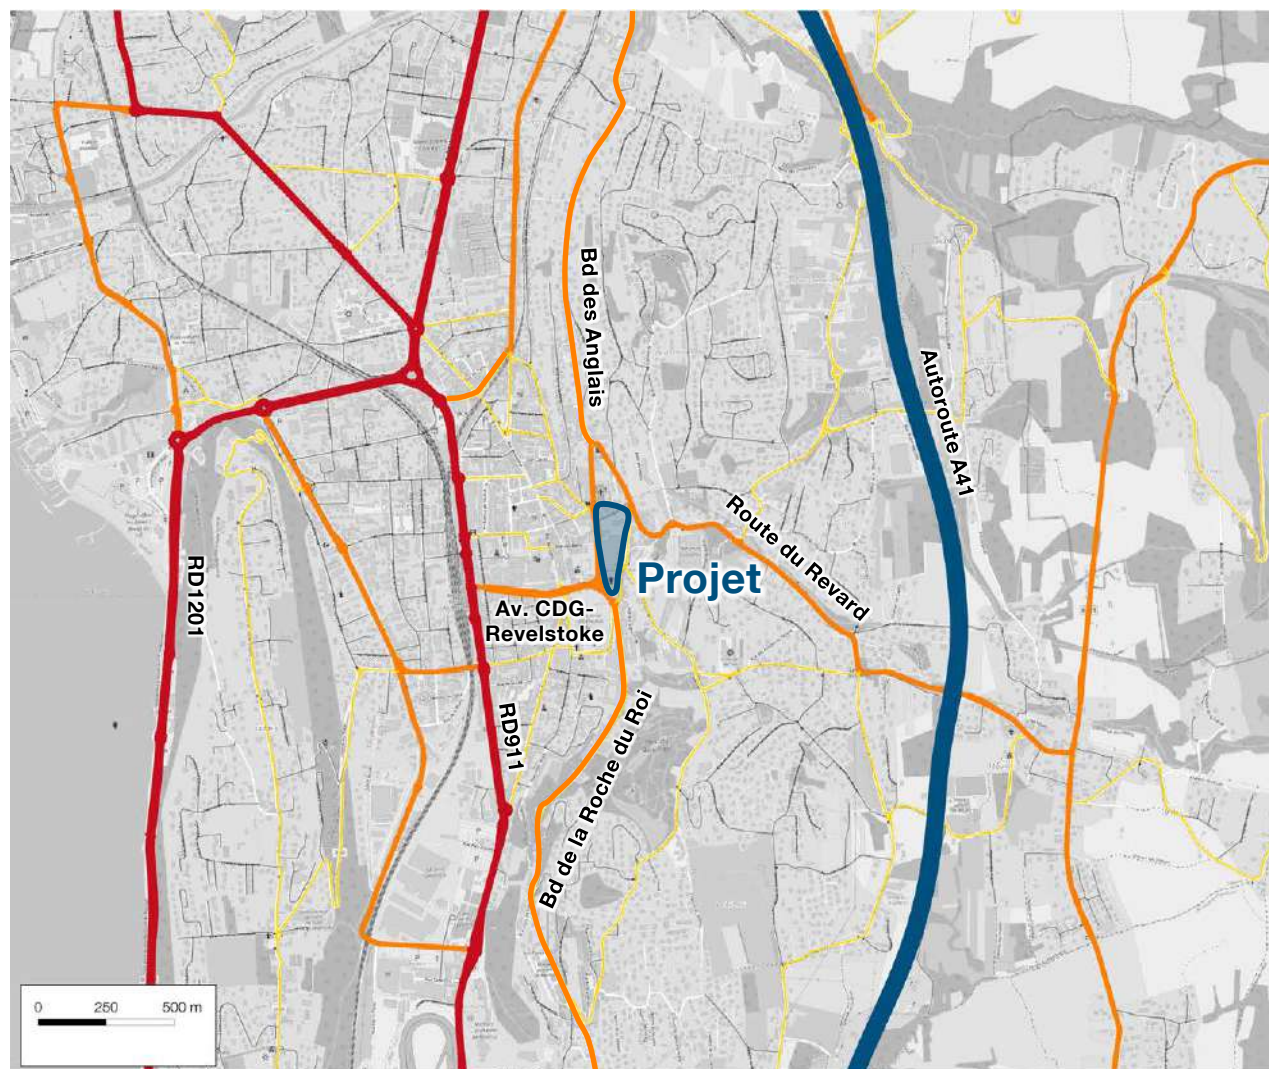 Bd des Anglais
Autoroute A41
Route du Revard
Projet
RD1201
Av. CDG-
Revelstoke
RD911
Bd de la Roche du Roi
0 250 500 m